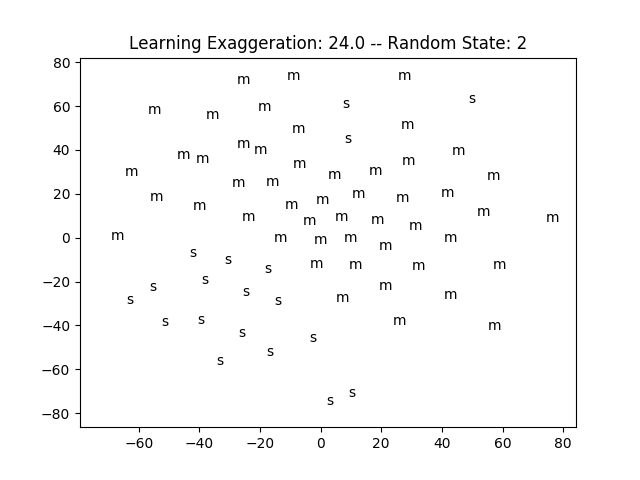 Learning Exaggeration: 24.0 -- Random State: 2
80
m m m
m
m m s s
m
m m
m s
m m m
m m m
m m m m m
m m
m m m
m m m
m m m m
m m m m
m m m m m m
m
s s
s m m m m
s
s s m
s s m m
s s m m
s s
s
s
s s
60
40
20
0
−20
−40
−60
−80
−60 −40 −20 0 20 40 60 80